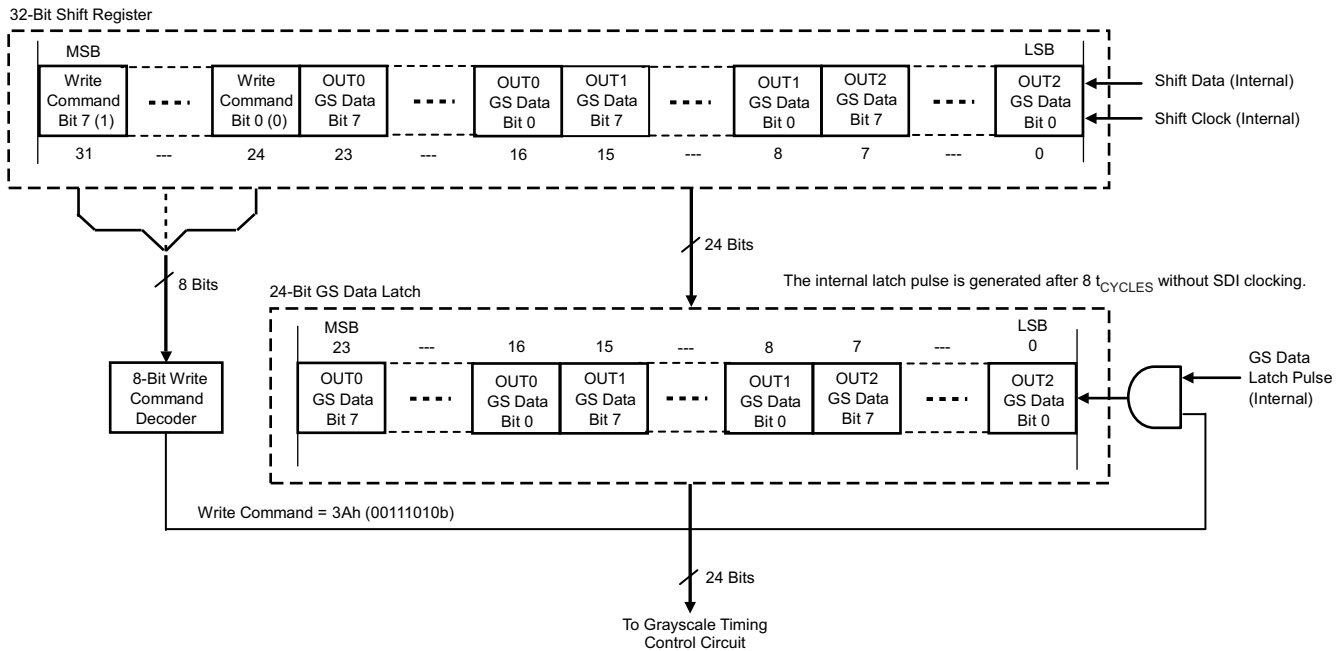 32-Bit Shift Register
MSB
LSB
Write
Command
Bit 7 (1)
Write
Command
Bit 0 (0)
OUT0
GS Data
Bit 7
OUT0
GS Data
Bit 0
OUT1
GS Data
Bit 7
OUT1
GS Data
Bit 0
OUT2
GS Data
Bit 7
OUT2
GS Data
Bit 0
Shift Data (Internal)
Shift Clock (Internal)
31 --- 24 23 --- 16 15 --- 8 7 --- 0
24 Bits
8 Bits
The internal latch pulse is generated after 8 tCYCLES without SDI clocking.
24-Bit GS Data Latch
MSB
LSB
23 --- 16 15 --- 8 7 --- 0
8-Bit Write
Command
Decoder
OUT0
GS Data
Bit 7
OUT0
GS Data
Bit 0
OUT1
GS Data
Bit 7
OUT1
GS Data
Bit 0
OUT2
GS Data
Bit 7
OUT2
GS Data
Bit 0
GS Data
Latch Pulse
(Internal)
Write Command = 3Ah (00111010b)
24 Bits
To Grayscale Timing
Control Circuit